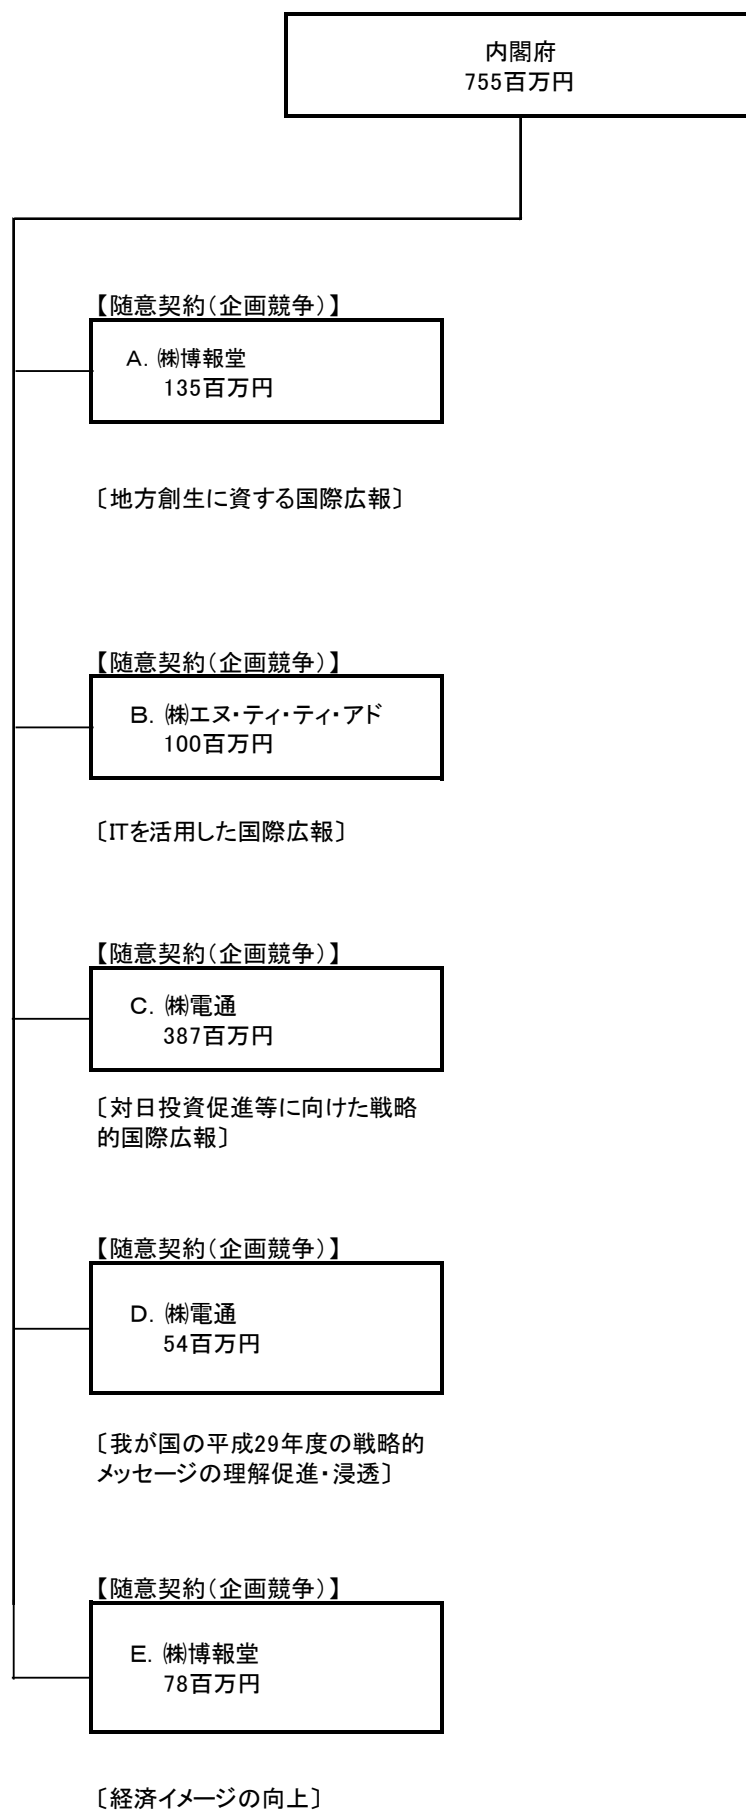 内閣府
755百万円
【随意契約(企画競争)】
A. ㈱博報堂
135百万円
〔地方創生に資する国際広報〕
【随意契約(企画競争)】
B. ㈱エヌ・ティ・ティ・アド
100百万円
〔ITを活用した国際広報〕
【随意契約(企画競争)】
C. ㈱電通
387百万円
〔対日投資促進等に向けた戦略
的国際広報〕
【随意契約(企画競争)】
D. ㈱電通
54百万円
〔我が国の平成29年度の戦略的
メッセージの理解促進・浸透〕
【随意契約(企画競争)】
E. ㈱博報堂
78百万円
〔経済イメージの向上〕